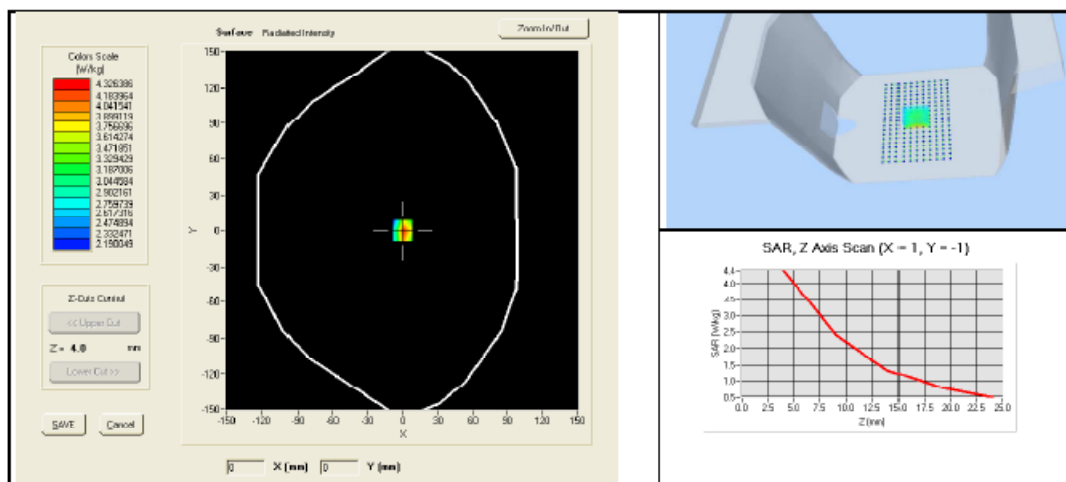 Surface Radiated Intensity
Zoom In/Out
Colors Scale
(W/kg)
4.326386
4.183964
4.041541
3.899119
3.756696
3.614274
3.471851
3.329429
3.187006
3.044584
2.902161
2.759739
2.617316
2.474894
2.332471
2.190049
Z-Cuts Control
<< Upper Cut
Z = 4.0 mm
Lower Cut >>
SAVE Cancel
150
120
90
60
30
0
-30
-60
-90
-120
-150
Y
-150 -120 -90 -60 -30 0 30 60 90 120 150
X
0 X (mm) 0 Y (mm)
SAR, Z Axis Scan (X = 1, Y = -1)
SAR (W/kg)
4.4
4.0
3.5
3.0
2.5
2.0
1.5
1.0
0.5
0.0 2.5 5.0 7.5 10.0 12.5 15.0 17.5 20.0 22.5 25.0
Z (mm)